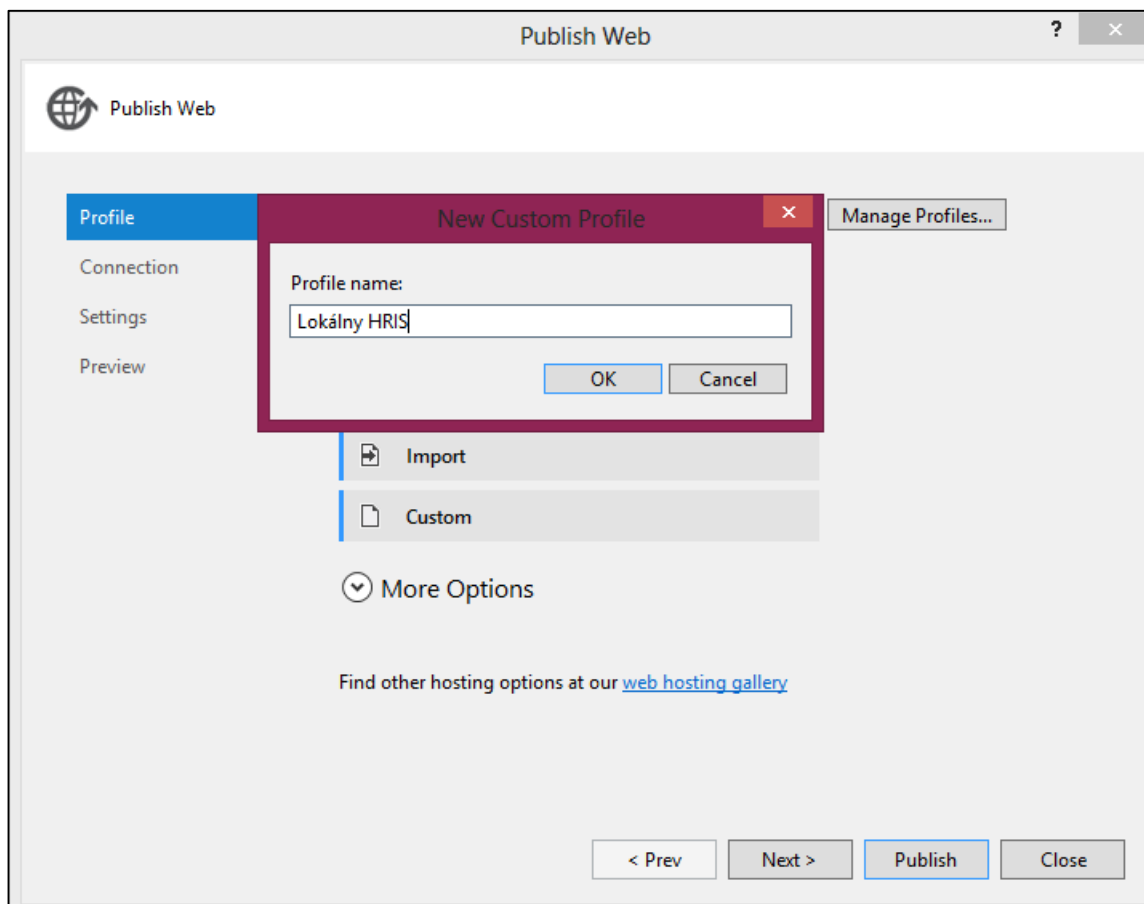 Publish Web
?
Publish Web
Profile
New Custom Profile
Manage Profiles...
Connection
Profile name:
Settings
Lokálny HRIS
Preview
OK
Cancel
Import
Custom
More Options
Find other hosting options at our web hosting gallery
< Prev
Next >
Publish
Close